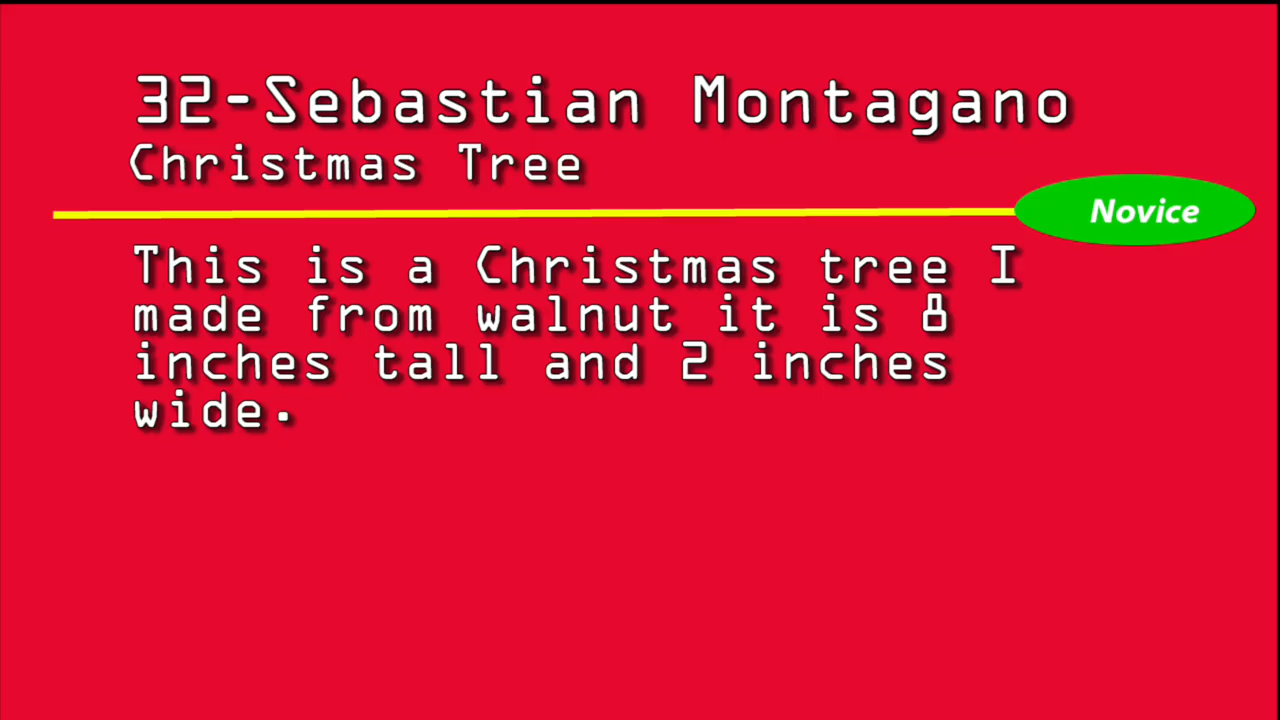 32-Sebastian Montagano
Christmas Tree
Novice
This is a Christmas tree I
made from walnut it is 8
inches tall and 2 inches
wide.